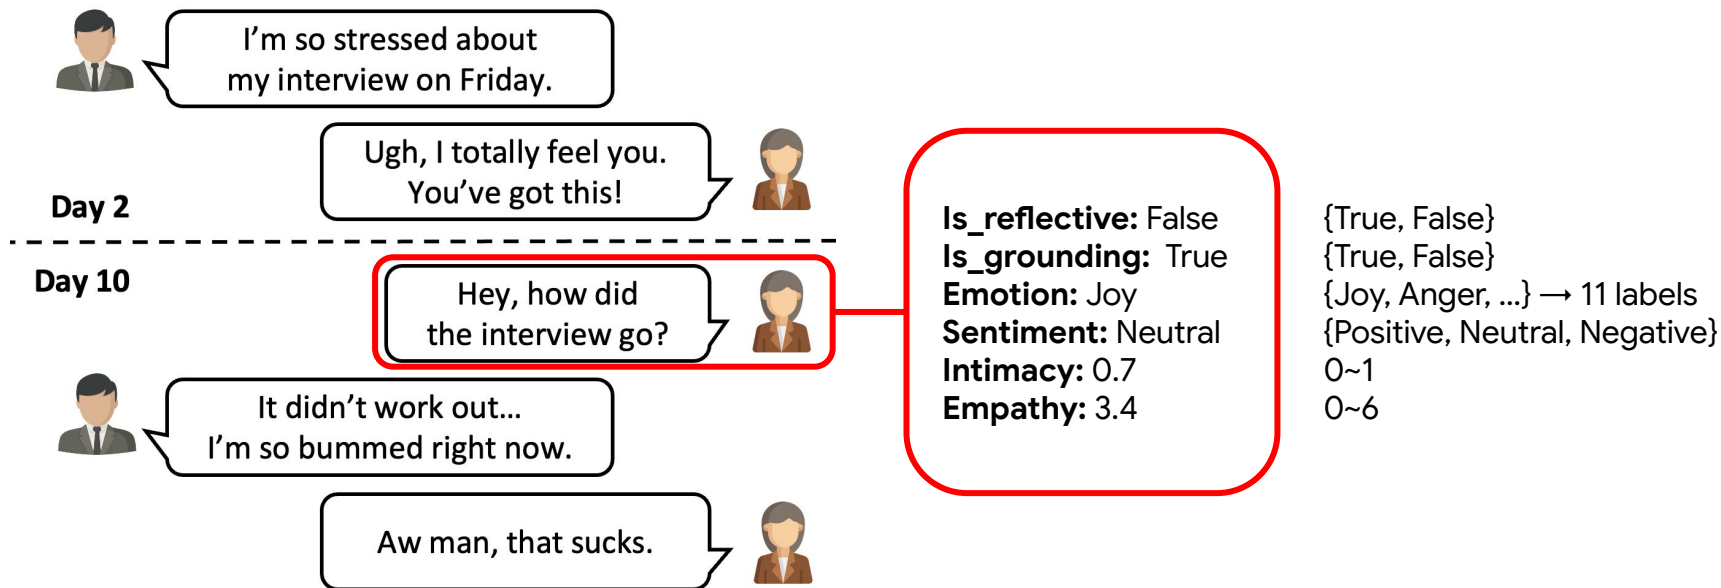 I'm so stressed about
my interview on Friday.
Ugh, I totally feel you.
You've got this!
Day 2
Day 10
Hey, how did
the interview go?
It didn't work out...
I'm so bummed right now.
Aw man, that sucks.
Is_reflective: False {True, False}
Is_grounding: True {True, False}
Emotion: Joy {Joy, Anger, ...} → 11 labels
Sentiment: Neutral {Positive, Neutral, Negative}
Intimacy: 0.7 0~1
Empathy: 3.4 0~6